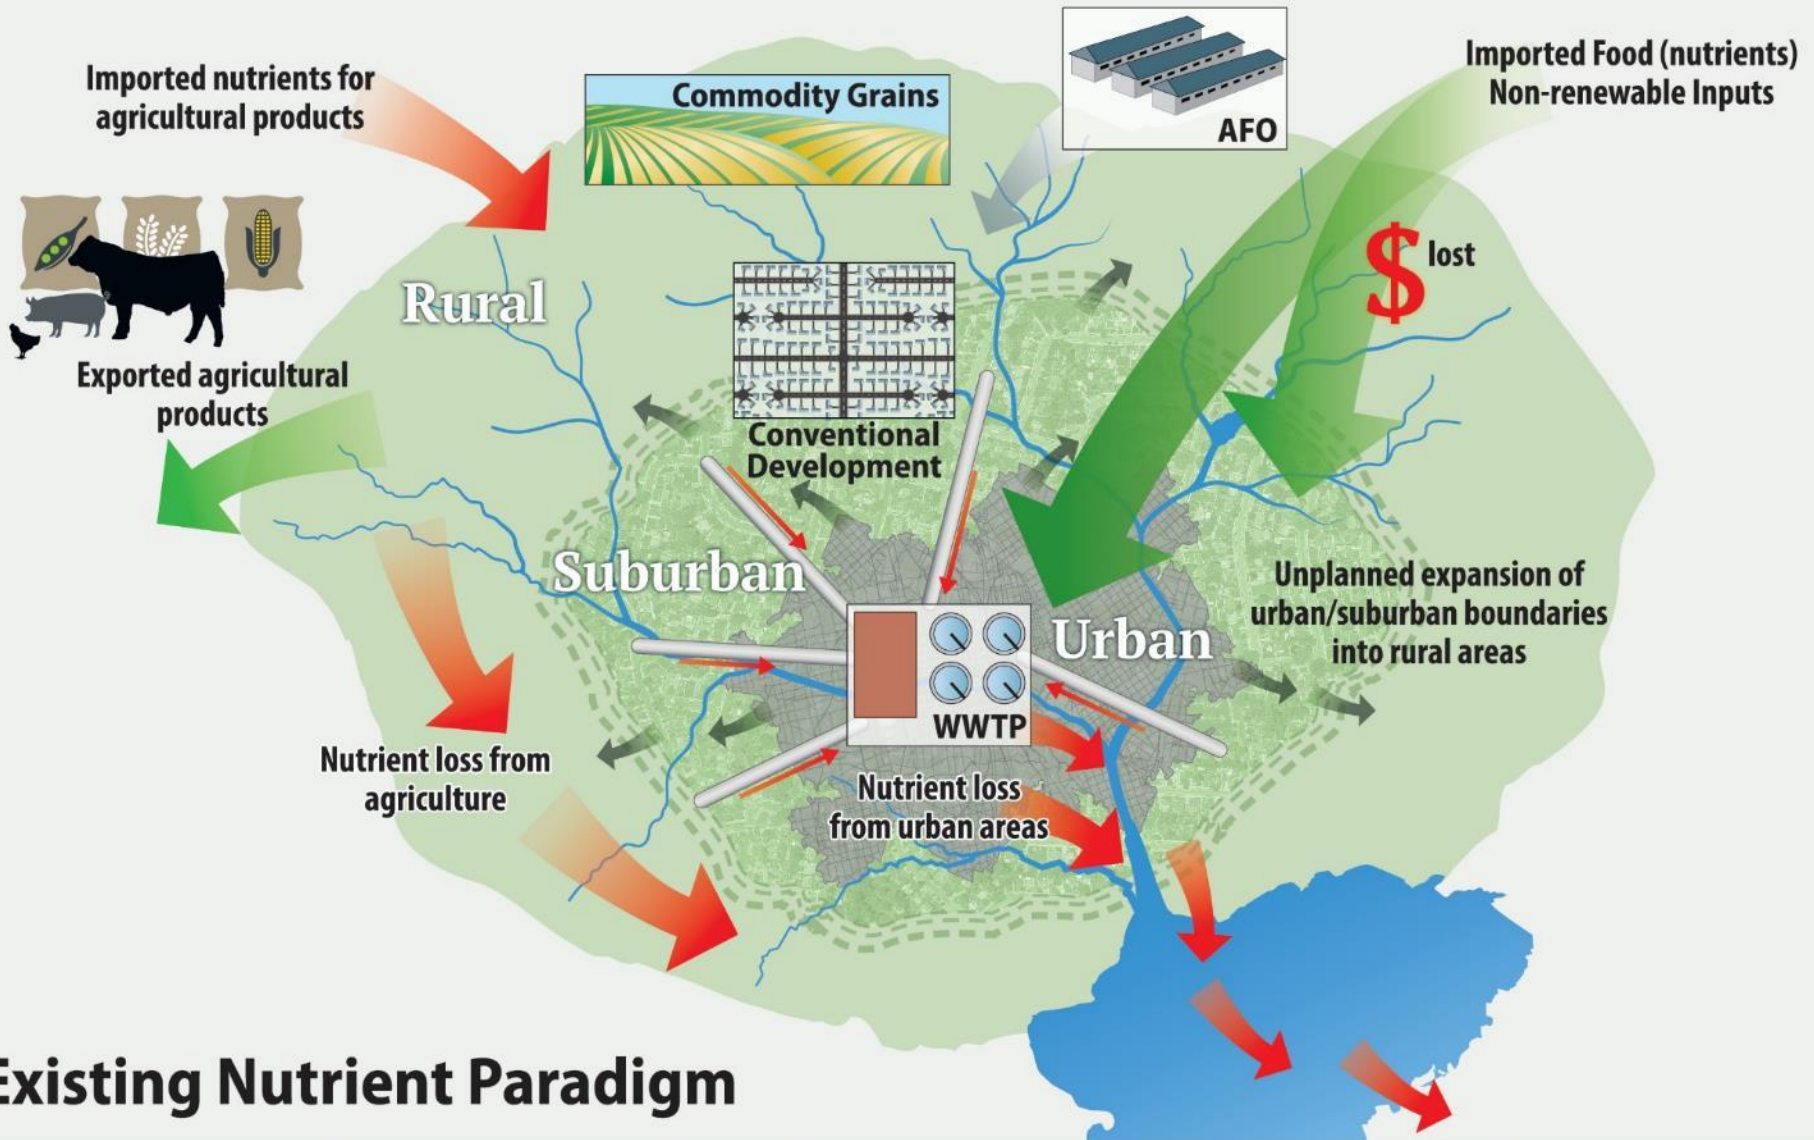 Imported nutrients for
agricultural products
Commodity Grains
AFO
Imported Food (nutrients)
Non-renewable Inputs
$ lost
Rural
Exported agricultural
products
Conventional
Development
Suburban
Urban
Unplanned expansion of
urban/suburban boundaries
into rural areas
WWTP
Nutrient loss from
agriculture
Nutrient loss
from urban areas
Existing Nutrient Paradigm